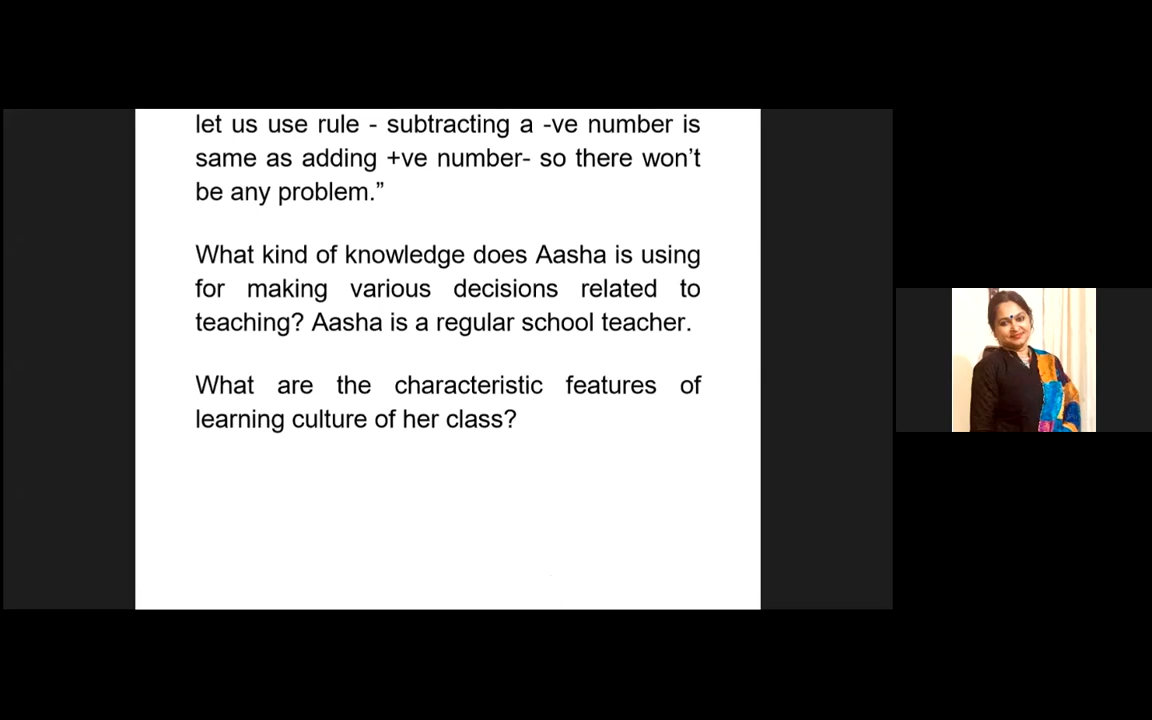 let us use rule - subtracting a -ve number is
same as adding +ve number- so there won’t
be any problem.”
What kind of knowledge does Aasha is using
for making various decisions related to
teaching? Aasha is a regular school teacher.
What are the characteristic features of
learning culture of her class?